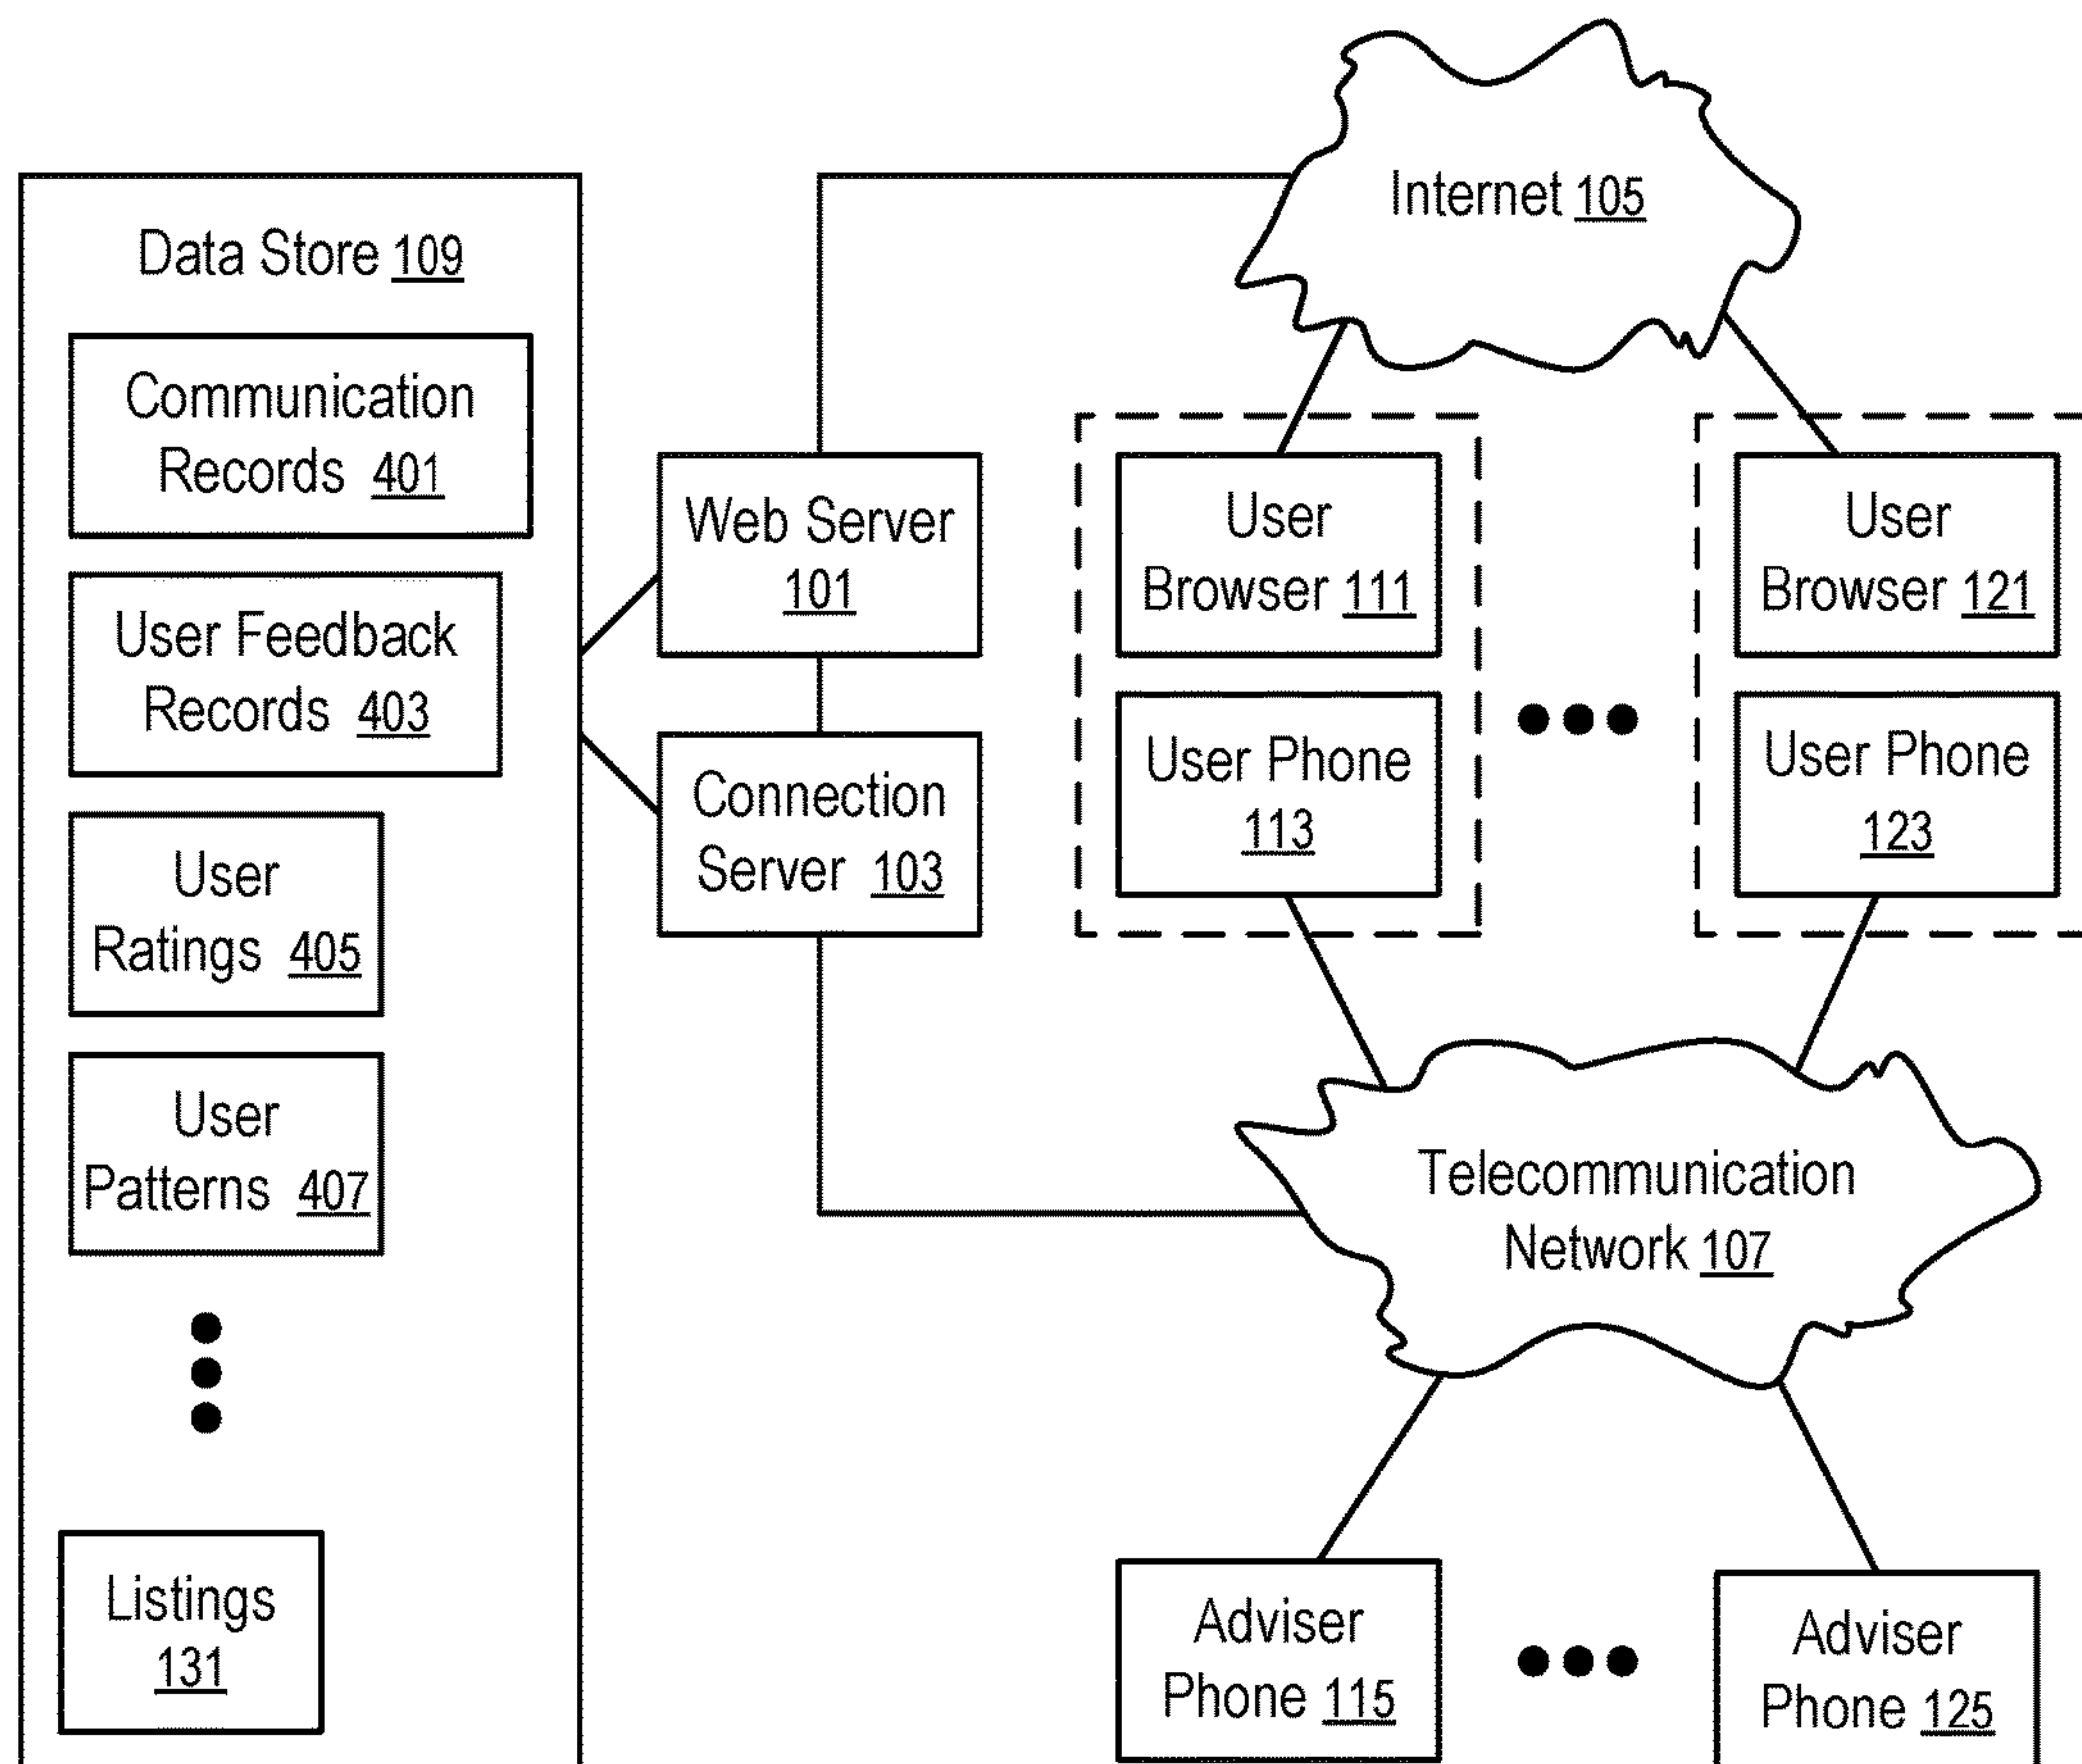 Internet 105
Data Store 109
Communication
Records 401
User Feedback
Records 403
User
Ratings 405
User
Patterns 407
Listings
131
Web Server
101
Connection
Server 103
User
Browser 111
User Phone
113
User
Browser 121
User Phone
123
Telecommunication
Network 107
Adviser
Phone 115
Adviser
Phone 125